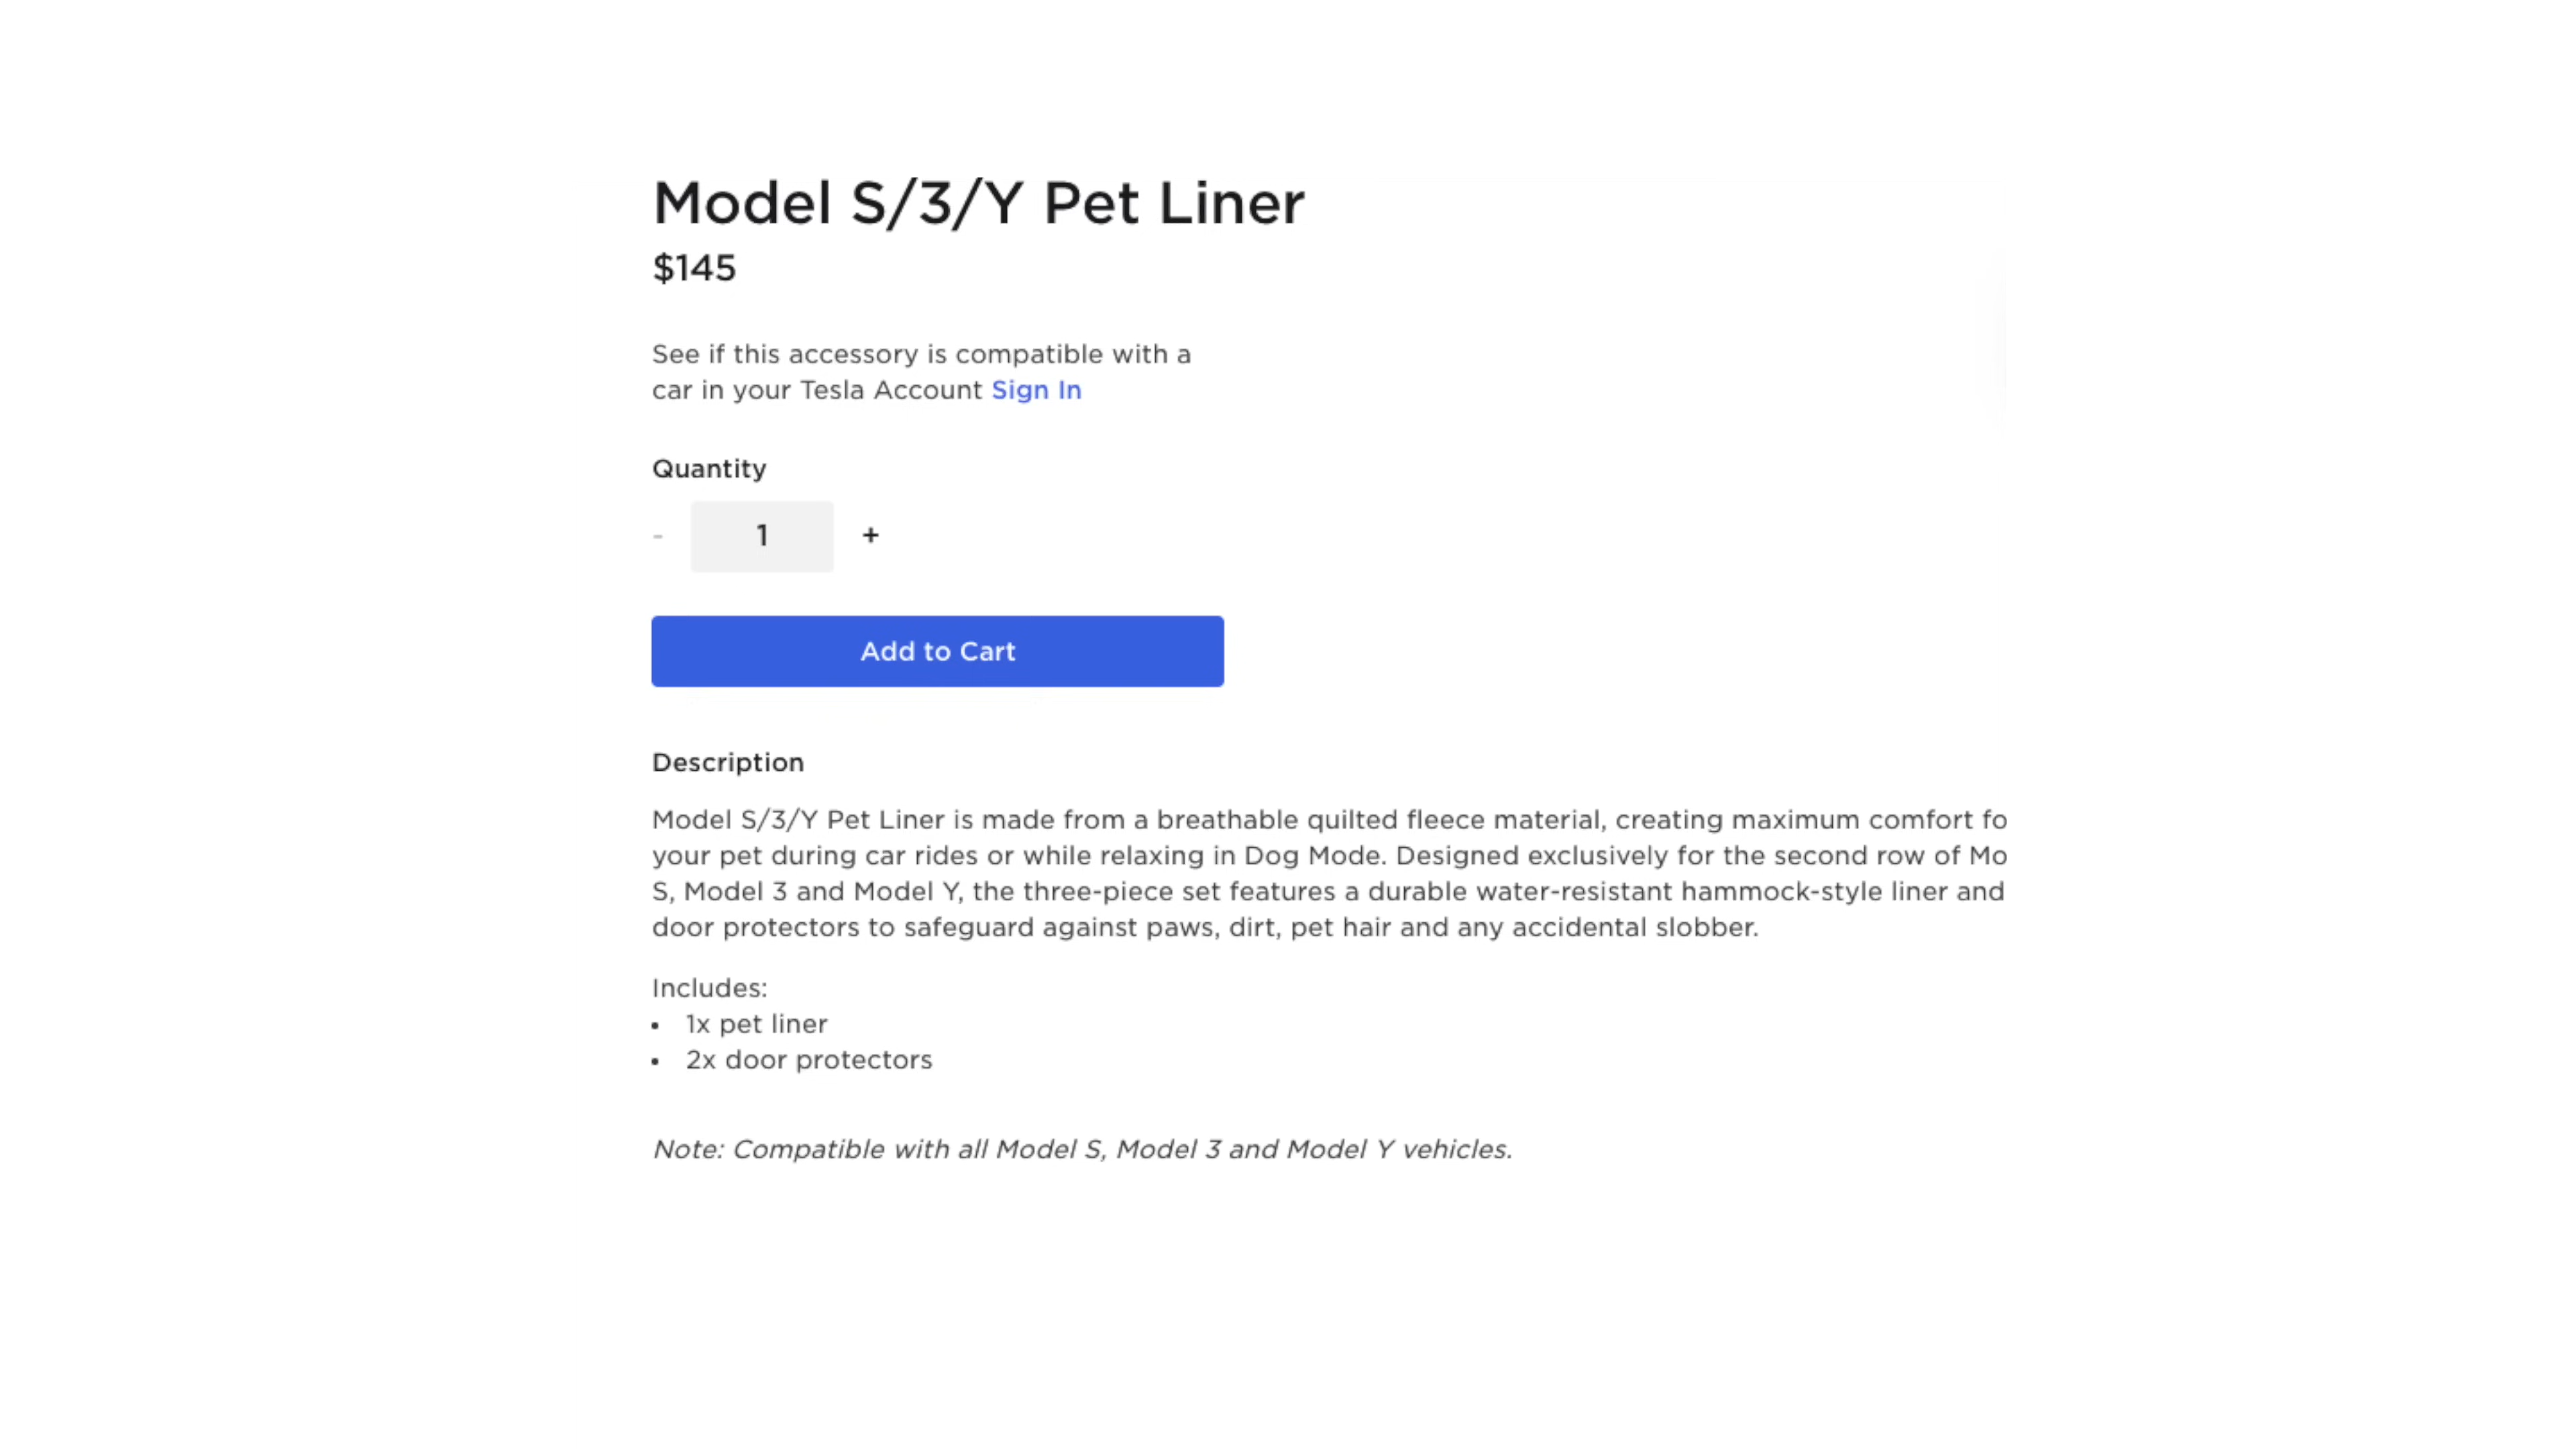 Model S/3/Y Pet Liner
$145
See if this accessory is compatible with a
car in your Tesla Account Sign In
Quantity
- 1 +
Add to Cart
Description
Model S/3/Y Pet Liner is made from a breathable quilted fleece material, creating maximum comfort fo
your pet during car rides or while relaxing in Dog Mode. Designed exclusively for the second row of Mo
S, Model 3 and Model Y, the three-piece set features a durable water-resistant hammock-style liner and
door protectors to safeguard against paws, dirt, pet hair and any accidental slobber.
Includes:
• 1x pet liner
• 2x door protectors
Note: Compatible with all Model S, Model 3 and Model Y vehicles.